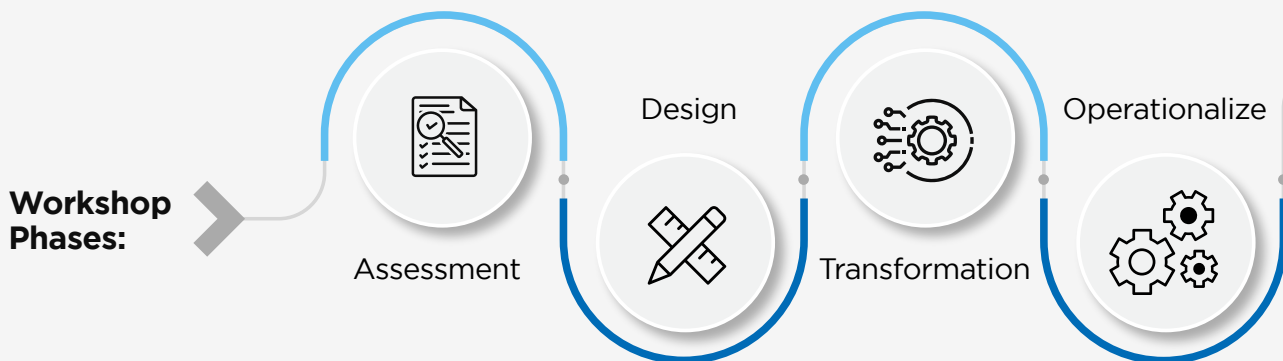 Workshop
Phases:
Assessment
Design
Transformation
Operationalize